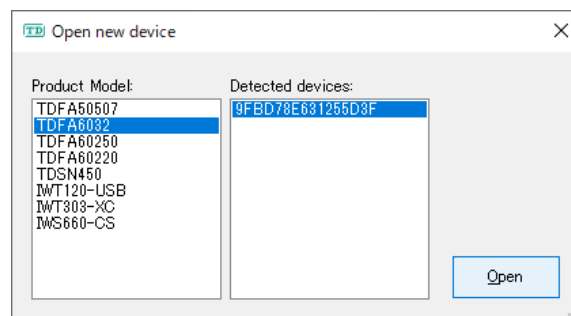 TD Open new device
Product Model:
TDFA50507
TDFA6032
TDFA60250
TDFA60220
TDSN450
IWT120-USB
IWT303-XC
IWS660-CS
Detected devices:
9FBD78E631255D3F
Open